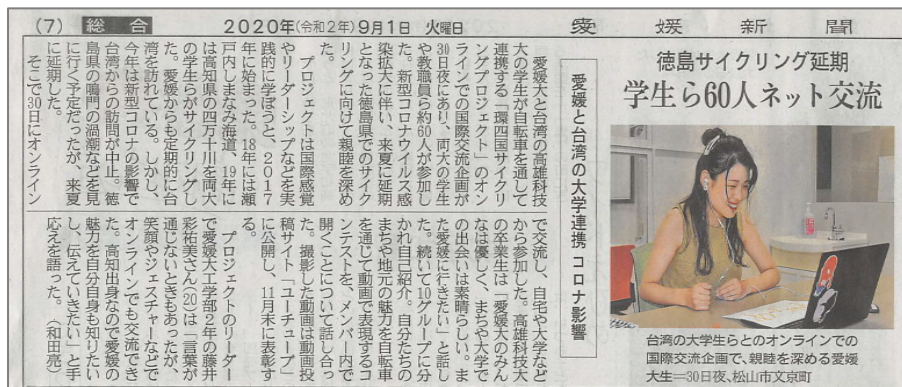 (7) 総合 2020年(令和2年)9月1日 火曜日 愛媛新聞
徳島サイクリング延期
学生ら60人ネット交流
愛媛と台湾の大学連携 コロナ影響
台湾の大学生らとのオンラインでの
国際交流企画で、親睦を深める愛媛
大生=30日夜、松山市文京町
愛媛大と台湾の高雄科技
大の学生が自転車を通して
連携する「環四国サイクリ
ングプロジェクト」のオン
ラインでの国際交流企画が
30日夜にあり、両大の学生
や教職員ら約60人が参加し
た。新型コロナウイルス感
染拡大に伴い、来夏に延期
となった徳島県でのサイク
リングに向けて親睦を深め
た。
プロジェクトは国際感覚
やリーダーシップなどを実
践的に学ぼうと、2017
年に始まった。18年には瀬
戸内しまなみ海道、19年に
は高知県の四万十川を両大
の学生らがサイクリングし
た。愛媛からも定期的に台
湾を訪れている。しかし、
今年は新型コロナの影響で
台湾からの訪問が中止。徳
島県の鳴門の渦潮などを見
に行く予定だったが、来夏
に延期した。
そこで30日にオンライン
で交流し、自宅や大学など
から参加した。高雄科技大
の卒業生は「愛媛大のみん
なは優しく、まちや大学で
の出会いは素晴らしい。ま
た愛媛に行きたい」と話し
た。続いて10グループに分
かれ自己紹介。自分たちの
まちや地元の魅力を自転車
を通じて動画で表現するコ
ンテストを、メンバー内で
開くことについて話し合っ
た。撮影した動画は動画投
稿サイト「ユーチューブ」
に公開し、11月末に表彰す
る。
プロジェクトのリーダー
で愛媛大工学部2年の藤井
彩祐美さん(20)は「言葉が
通じないときもあったが、
笑顔やジェスチャーなどで
オンラインでも交流でき
た。高知出身なので愛媛の
魅力を自分自身も知りたい
し、伝えていきたい」と手
応えを語った。(和田亮)